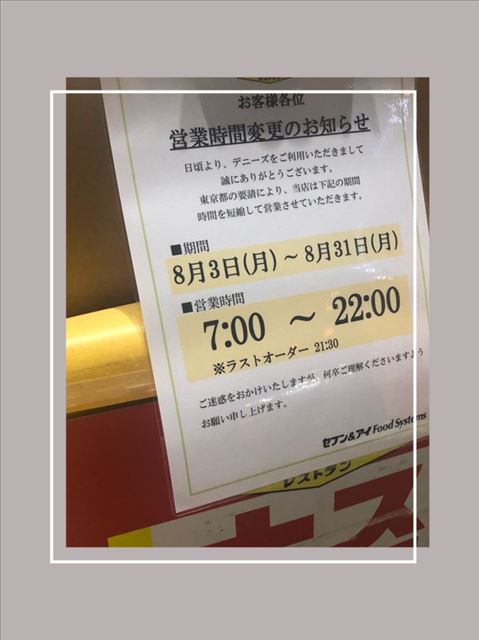 お客様各位
営業時間変更のお知らせ
日頃より、デニーズをご利用いただきまして
誠にありがとうございます。
東京都の要請により、当店は下記の期間
時間を短縮して営業させていただきます。
■期間
8月3日(月)～8月31日(月)
■営業時間
7:00 ～ 22:00
※ラストオーダー 21:30
ご迷惑をおかけいたしますが、何卒ご理解くださいますよう
お願い申し上げます。
セブン&アイ Food Systems
レストラン